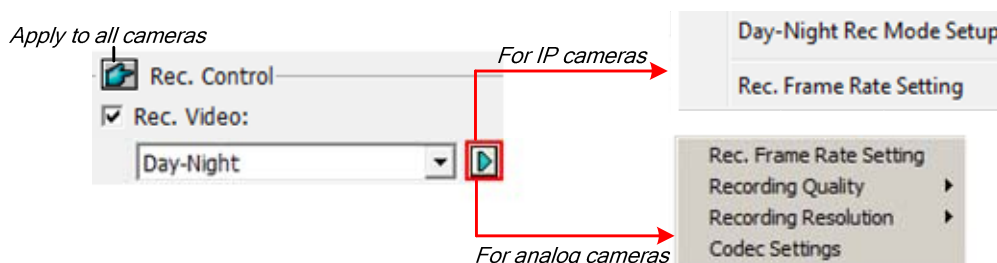 Apply to all cameras
Rec. Control
Rec. Video:
Day-Night
For IP cameras
Day-Night Rec Mode Setup
Rec. Frame Rate Setting
For analog cameras
Rec. Frame Rate Setting
Recording Quality
Recording Resolution
Codec Settings